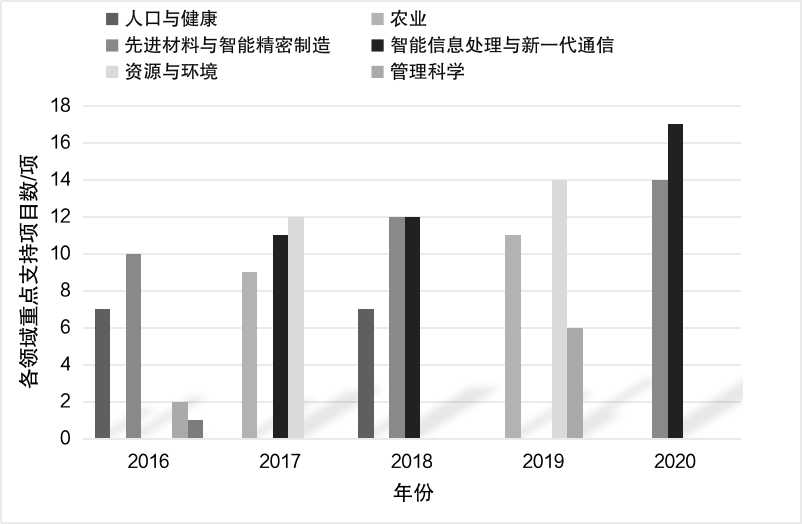 人口与健康
农业
先进材料与智能精密制造
智能信息处理与新一代通信
资源与环境
管理科学
各领域重点支持项目数/项
18
16
14
12
10
8
6
4
2
0
2016
2017
2018
2019
2020
年份